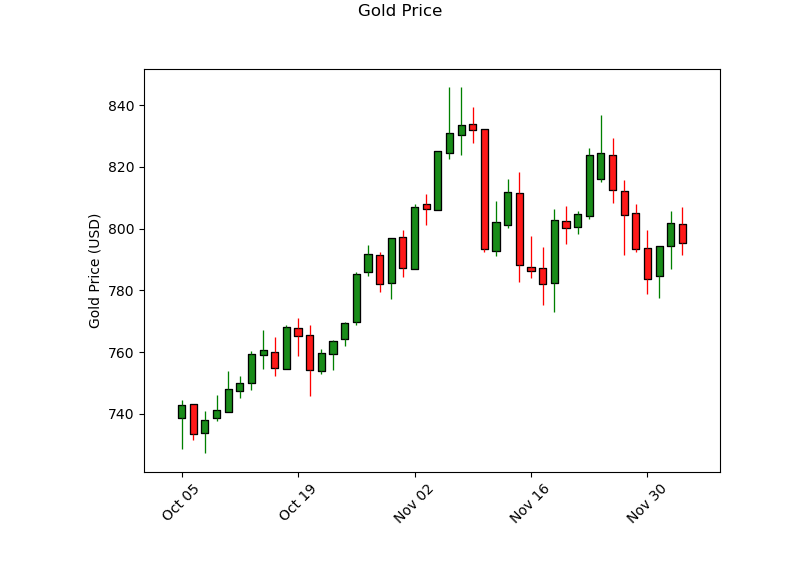 Gold Price
Gold Price (USD)
840
820
800
780
760
740
Oct 05
Oct 19
Nov 02
Nov 16
Nov 30